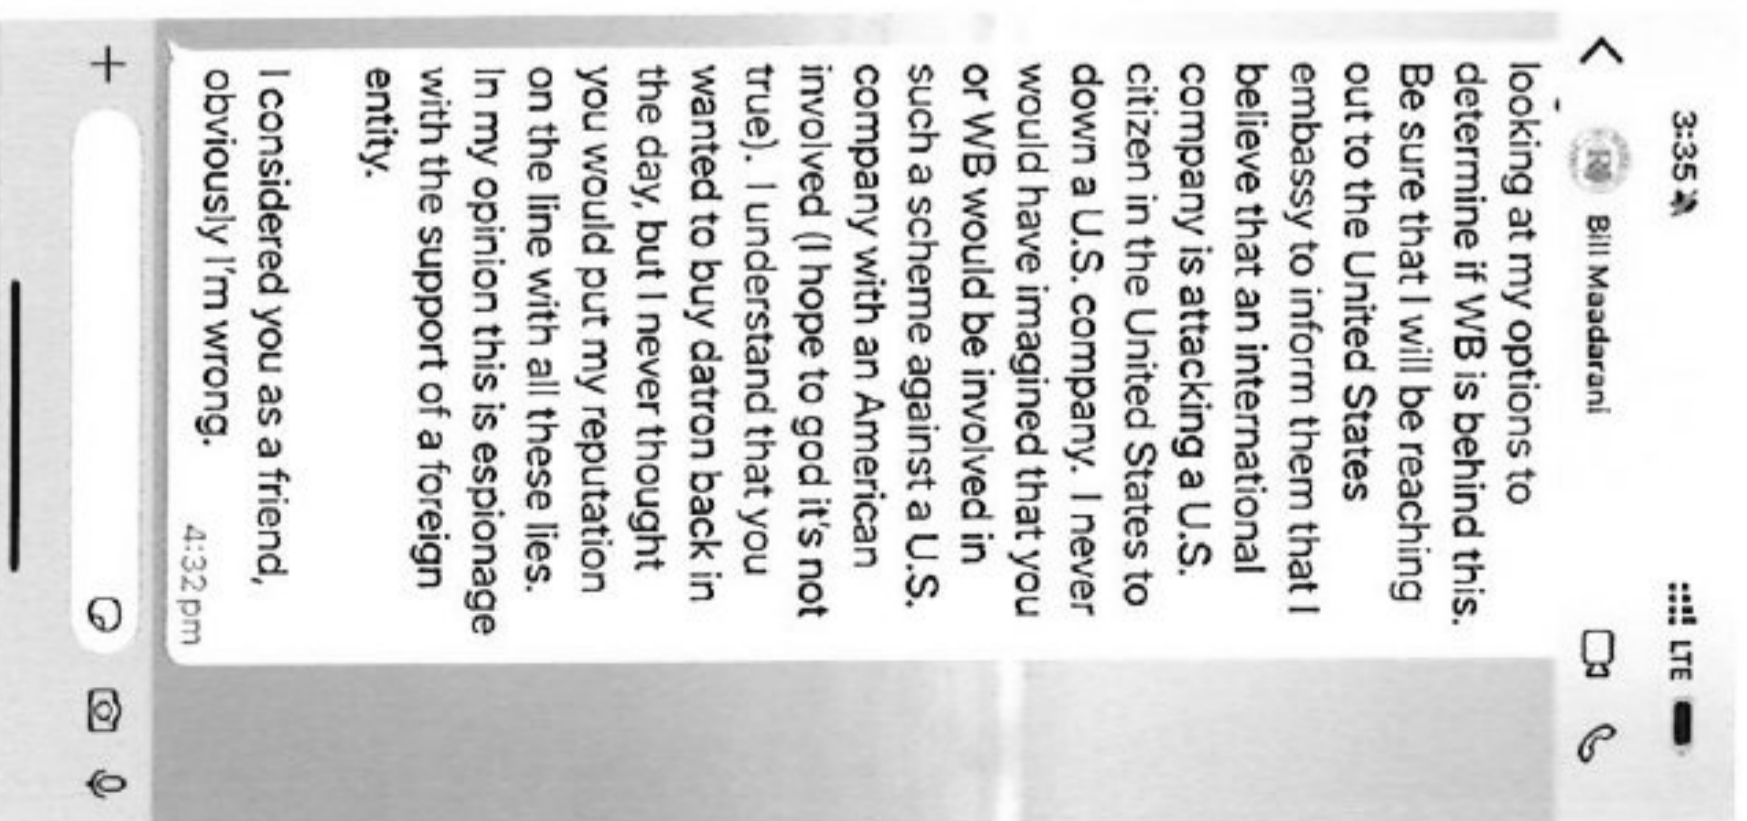 3:35 LTE
Bill Maadarani
looking at my options to
determine if WB is behind this.
Be sure that I will be reaching
out to the United States
embassy to inform them that I
believe that an international
company is attacking a U.S.
citizen in the United States to
down a U.S. company. I never
would have imagined that you
or WB would be involved in
such a scheme against a U.S.
company with an American
involved (I hope to god it's not
true). I understand that you
wanted to buy datron back in
the day, but I never thought
you would put my reputation
on the line with all these lies.
In my opinion this is espionage
with the support of a foreign
entity.
I considered you as a friend,
obviously I'm wrong.
4:32 pm